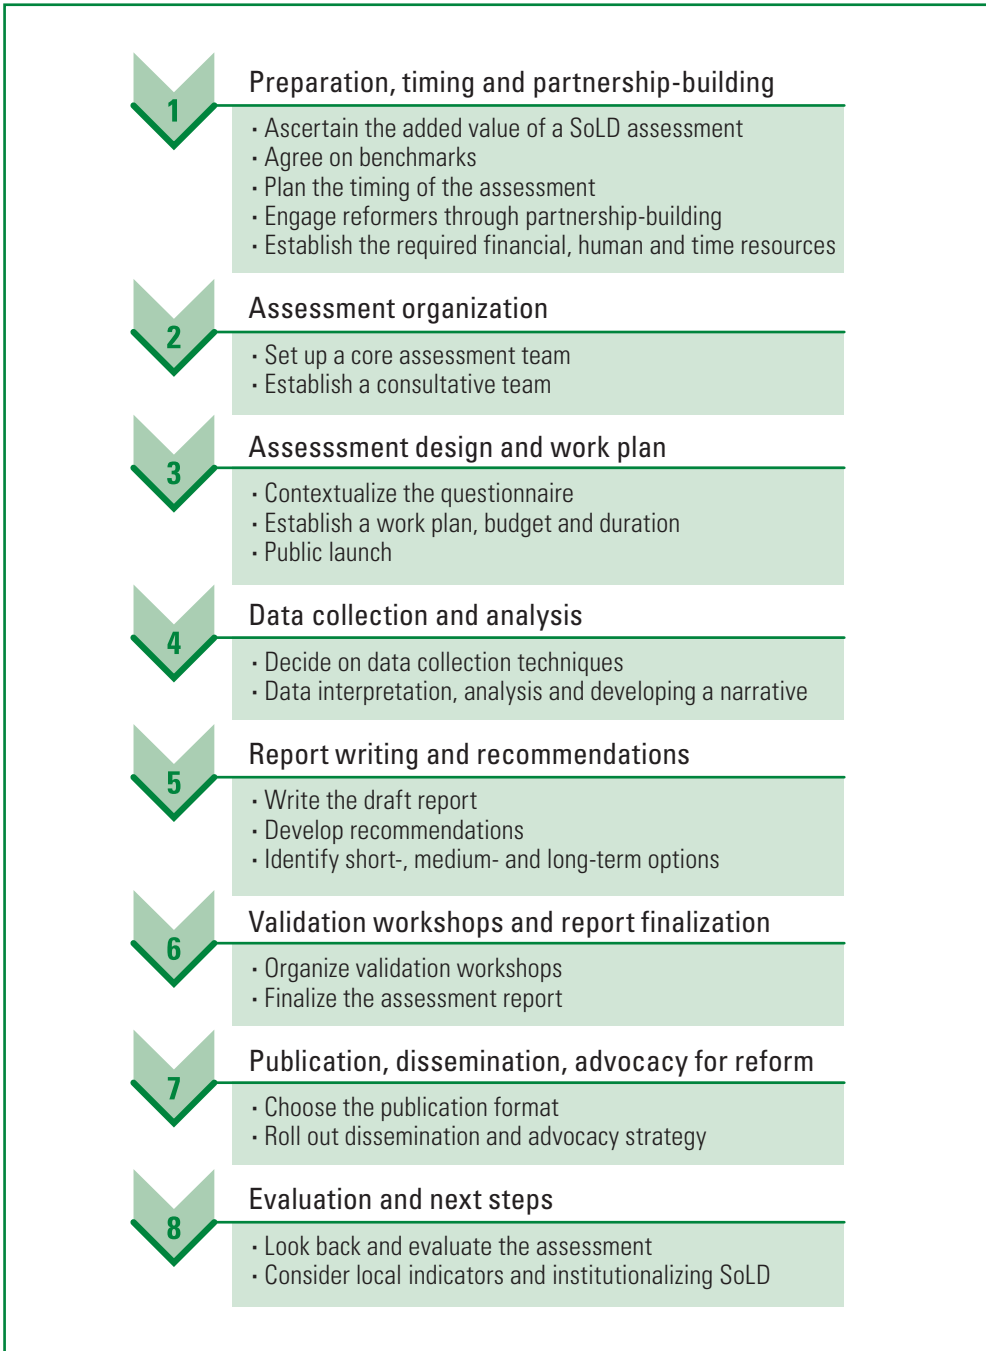 1
Preparation, timing and partnership-building
· Ascertain the added value of a SoLD assessment
· Agree on benchmarks
· Plan the timing of the assessment
· Engage reformers through partnership-building
· Establish the required financial, human and time resources
2
Assessment organization
· Set up a core assessment team
· Establish a consultative team
3
Assesssment design and work plan
· Contextualize the questionnaire
· Establish a work plan, budget and duration
· Public launch
4
Data collection and analysis
· Decide on data collection techniques
· Data interpretation, analysis and developing a narrative
5
Report writing and recommendations
· Write the draft report
· Develop recommendations
· Identify short-, medium- and long-term options
6
Validation workshops and report finalization
· Organize validation workshops
· Finalize the assessment report
7
Publication, dissemination, advocacy for reform
· Choose the publication format
· Roll out dissemination and advocacy strategy
8
Evaluation and next steps
· Look back and evaluate the assessment
· Consider local indicators and institutionalizing SoLD